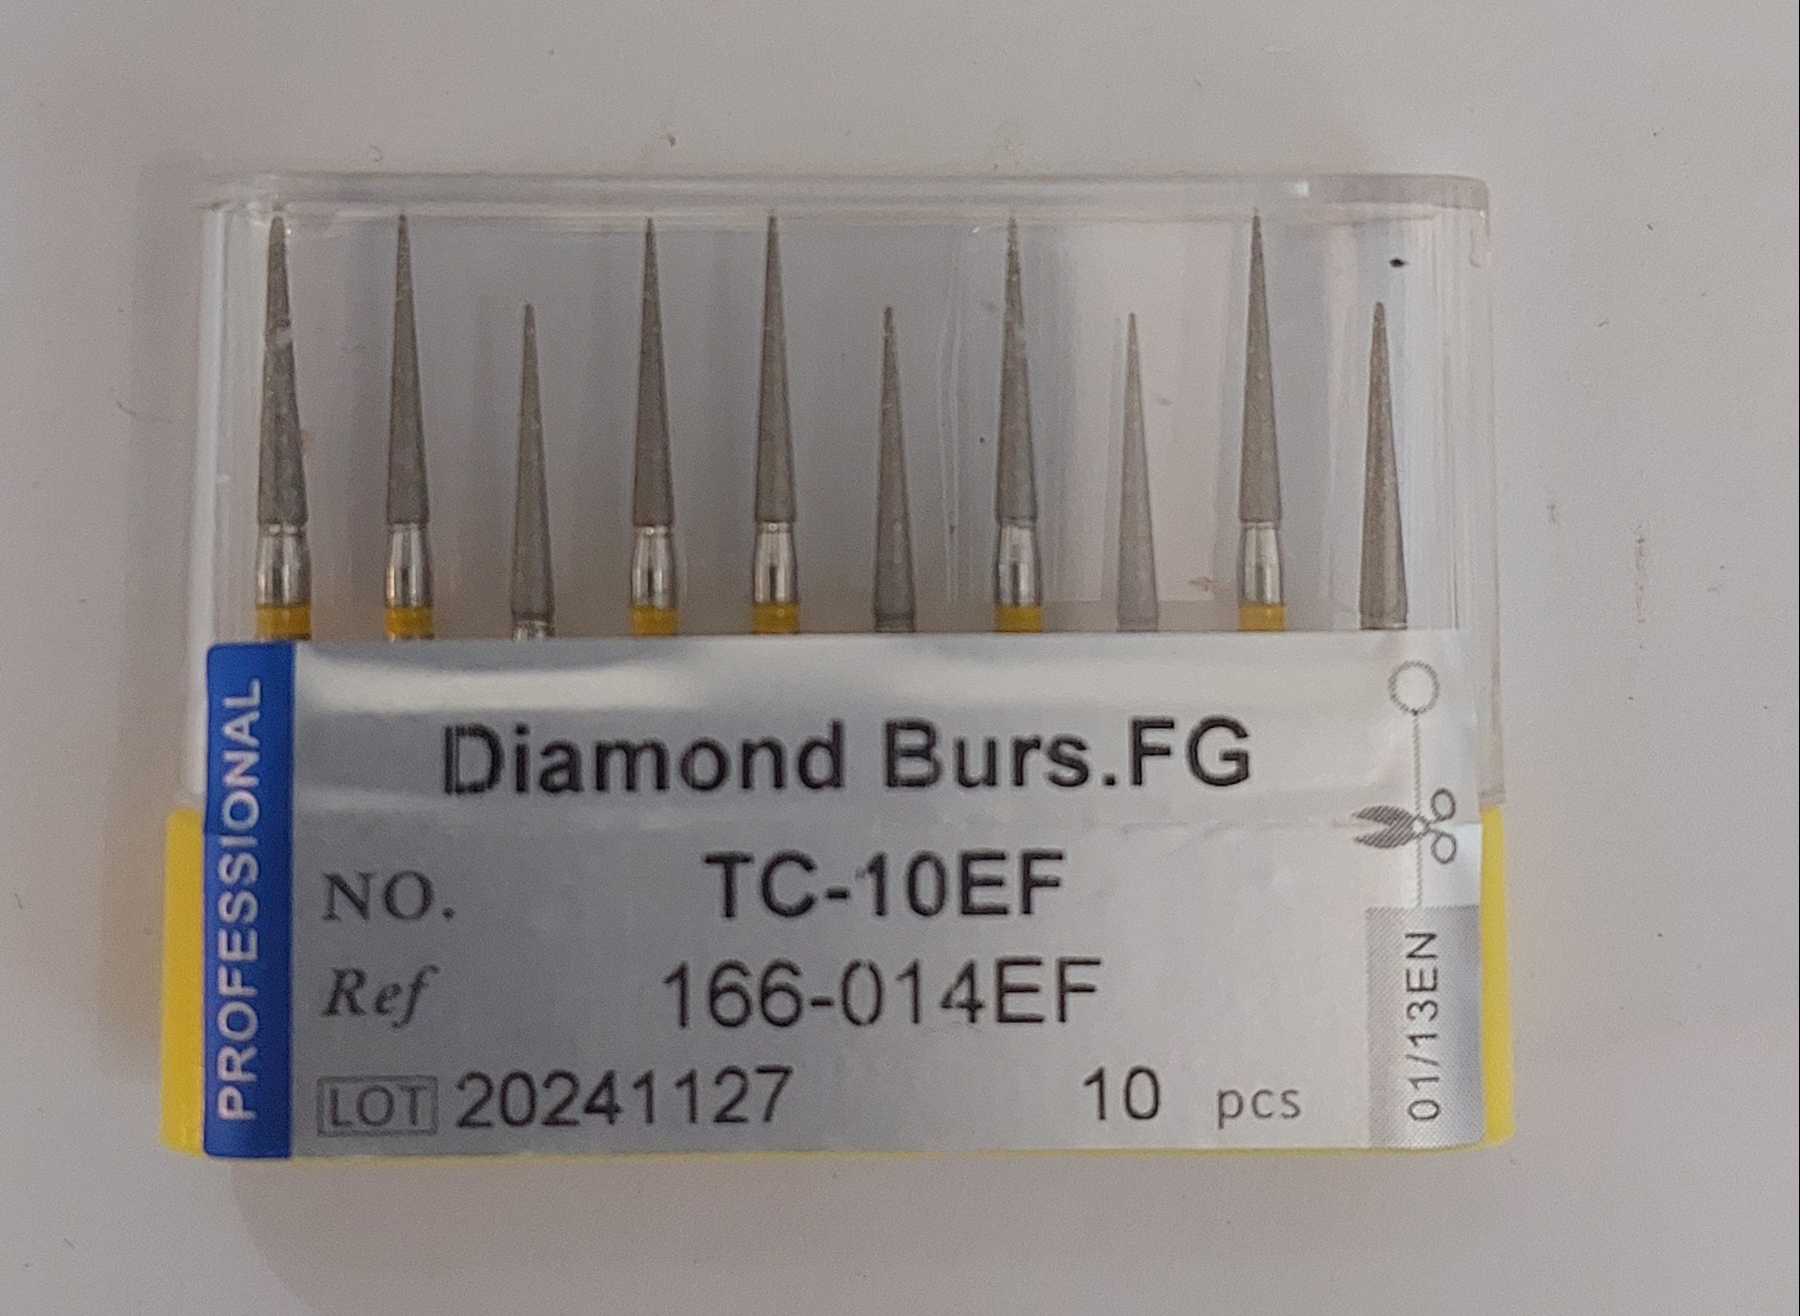 PROFESSIONAL
Diamond Burs.FG
NO. TC-10EF
Ref 166-014EF
LOT 20241127 10 pcs
01/13EN